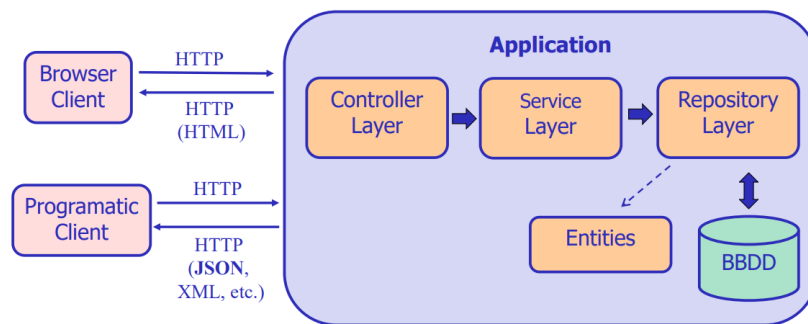 Application
Browser
Client
HTTP
HTTP
(HTML)
Controller
Layer
Service
Layer
Repository
Layer
Programatic
Client
HTTP
HTTP
(JSON,
XML, etc.)
Entities
BBDD